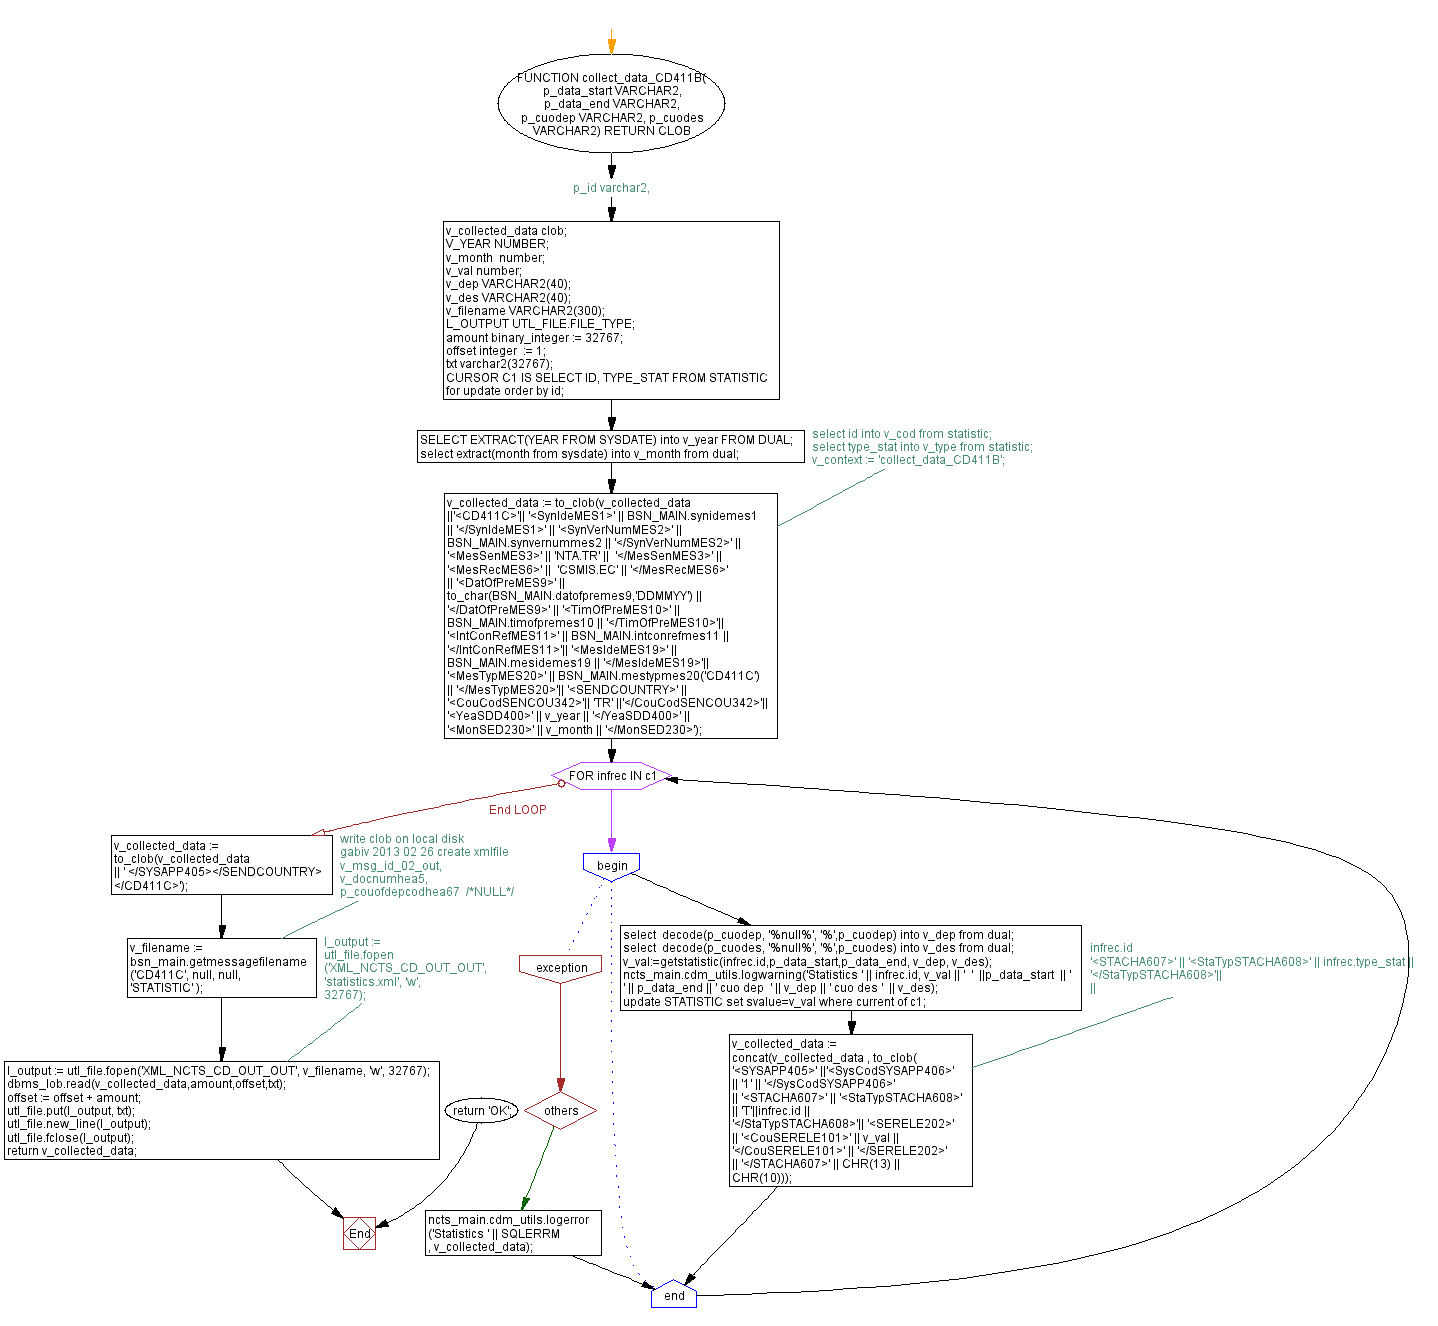 FUNCTION collect_data_CD411B(
p_data_start VARCHAR2,
p_data_end VARCHAR2,
p_cuodep VARCHAR2, p_cuodes
VARCHAR2) RETURN CLOB
p_id varchar2,
v_collected_data clob;
V_YEAR NUMBER;
v_month  number;
v_val number;
v_dep VARCHAR2(40);
v_des VARCHAR2(40);
v_filename VARCHAR2(300);
L_OUTPUT UTL_FILE.FILE_TYPE;
amount binary_integer := 32767;
offset integer  := 1;
txt varchar2(32767);
CURSOR C1 IS SELECT ID, TYPE_STAT FROM STATISTIC
for update order by id;
SELECT EXTRACT(YEAR FROM SYSDATE) into v_year FROM DUAL;
select extract(month from sysdate) into v_month from dual;
select id into v_cod from statistic;
select type_stat into v_type from statistic;
v_context := 'collect_data_CD411B';
v_collected_data := to_clob(v_collected_data
||'<CD411C>'|| '<SynIdeMES1>' || BSN_MAIN.synidemes1
|| '</SynIdeMES1>' || '<SynVerNumMES2>' ||
BSN_MAIN.synvernummes2 || '</SynVerNumMES2>' ||
'<MesSenMES3>' || 'NTA.TR' ||  '</MesSenMES3>' ||
'<MesRecMES6>' ||  'CSMIS.EC' || '</MesRecMES6>'
|| '<DatOfPreMES9>' ||
to_char(BSN_MAIN.datofpremes9,'DDMMYY') ||
'</DatOfPreMES9>' || '<TimOfPreMES10>' ||
BSN_MAIN.timofpremes10 || '</TimOfPreMES10>'||
'<IntConRefMES11>' || BSN_MAIN.intconrefmes11 ||
'</IntConRefMES11>'|| '<MesIdeMES19>' ||
BSN_MAIN.mesidemes19 || '</MesIdeMES19>'||
'<MesTypMES20>' || BSN_MAIN.mestypmes20('CD411C')
|| '</MesTypMES20>'|| '<SENDCOUNTRY>' ||
'<CouCodSENCOU342>'|| 'TR' ||'</CouCodSENCOU342>'||
'<YeaSDD400>' || v_year || '</YeaSDD400>' ||
'<MonSED230>' || v_month || '</MonSED230>');
FOR infrec IN c1
End LOOP
v_collected_data :=
to_clob(v_collected_data
|| ' </SYSAPP405></SENDCOUNTRY>
</CD411C>');
write clob on local disk
gabiv 2013 02 26 create xmlfile
v_msg_id_02_out,
v_docnumhea5,
p_couofdepcodhea67  /*NULL*/
begin
v_filename :=
bsn_main.getmessagefilename
('CD411C', null, null,
'STATISTIC' );
l_output :=
utl_file.fopen
('XML_NCTS_CD_OUT_OUT',
'statistics.xml', 'w',
32767);
exception
select  decode(p_cuodep, '%null%', '%',p_cuodep) into v_dep from dual;
select  decode(p_cuodes, '%null%', '%',p_cuodes) into v_des from dual;
v_val:=getstatistic(infrec.id,p_data_start,p_data_end, v_dep, v_des);
ncts_main.cdm_utils.logwarning('Statistics ' || infrec.id, v_val || '  '  ||p_data_start  || '
' || p_data_end || ' cuo dep  ' || v_dep || ' cuo des '  || v_des);
update STATISTIC set svalue=v_val where current of c1;
infrec.id
'<STACHA607>' || '<StaTypSTACHA608>' || infrec.type_stat ||
'</StaTypSTACHA608>'||
||
l_output := utl_file.fopen('XML_NCTS_CD_OUT_OUT', v_filename, 'w', 32767);
dbms_lob.read(v_collected_data,amount,offset,txt);
offset := offset + amount;
utl_file.put(l_output, txt);
utl_file.new_line(l_output);
utl_file.fclose(l_output);
return v_collected_data;
return 'OK';
others
v_collected_data :=
concat(v_collected_data , to_clob(
'<SYSAPP405>' ||'<SysCodSYSAPP406>'
|| '1' || '</SysCodSYSAPP406>'
|| '<STACHA607>' || '<StaTypSTACHA608>'
|| 'T'||infrec.id ||
'</StaTypSTACHA608>'|| '<SERELE202>'
|| '<CouSERELE101>' || v_val ||
'</CouSERELE101>' || '</SERELE202>'
|| '</STACHA607>' || CHR(13) ||
CHR(10)));
End
ncts_main.cdm_utils.logerror
('Statistics ' || SQLERRM
, v_collected_data);
end